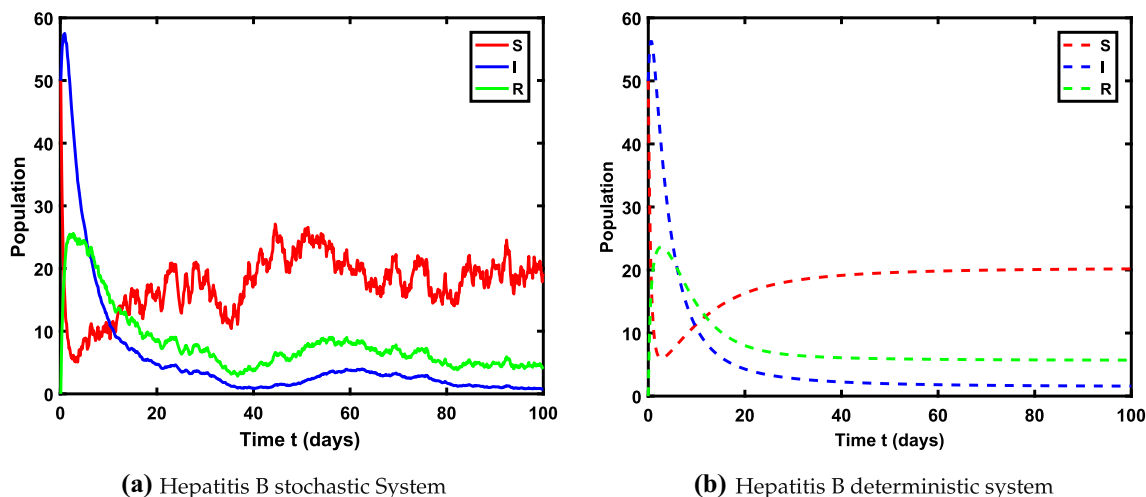 60
50
40
30
20
10
0
Population
S
I
R
0 20 40 60 80 100
Time t (days)
(a) Hepatitis B stochastic System
60
50
40
30
20
10
0
Population
S
I
R
0 20 40 60 80 100
Time t (days)
(b) Hepatitis B deterministic system